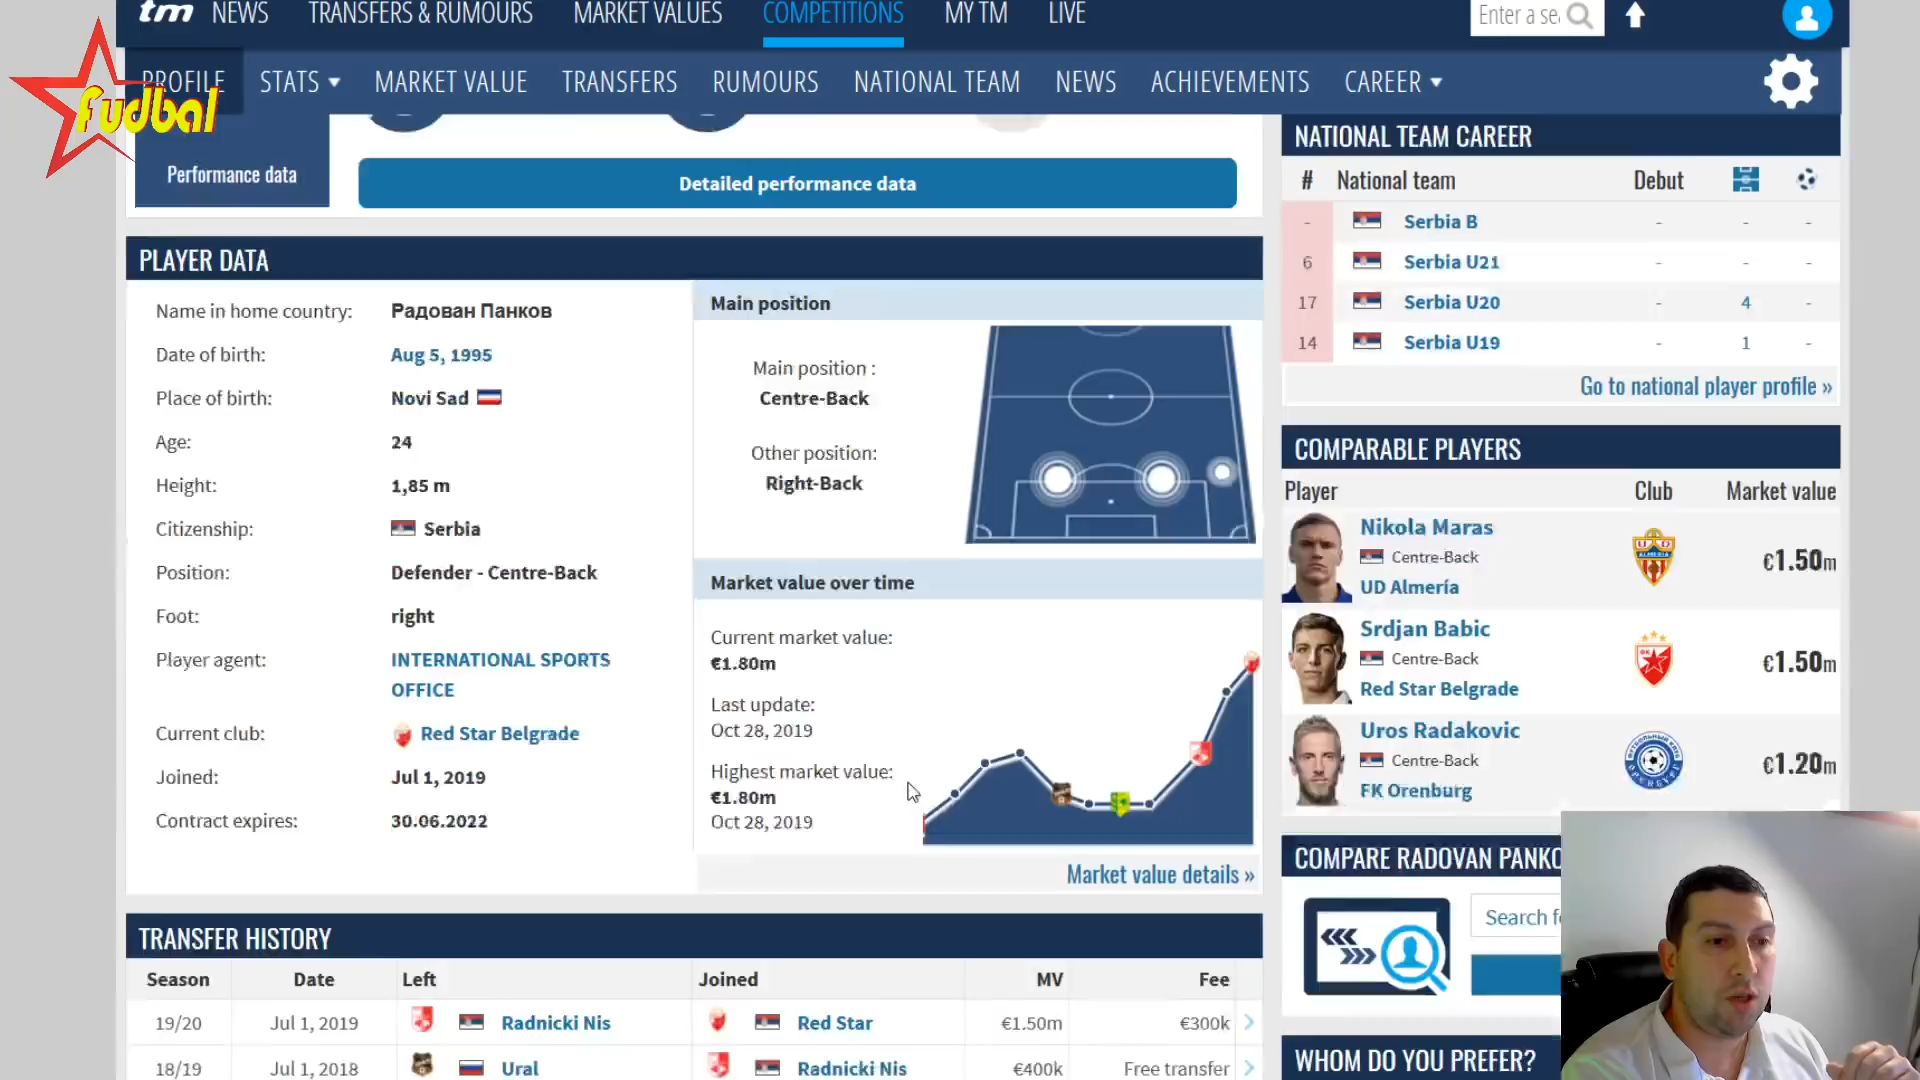 tm NEWS TRANSFERS & RUMOURS MARKET VALUES COMPETITIONS MY TM LIVE Enter a se
PROFILE STATS MARKET VALUE TRANSFERS RUMOURS NATIONAL TEAM NEWS ACHIEVEMENTS CAREER
fudbal
Performance data
Detailed performance data
PLAYER DATA
Name in home country: Радован Панков
Date of birth: Aug 5, 1995
Place of birth: Novi Sad
Age: 24
Height: 1,85 m
Citizenship: Serbia
Position: Defender - Centre-Back
Foot: right
Player agent: INTERNATIONAL SPORTS
OFFICE
Current club: Red Star Belgrade
Joined: Jul 1, 2019
Contract expires: 30.06.2022
Main position
Main position :
Centre-Back
Other position:
Right-Back
Market value over time
Current market value:
€1.80m
Last update:
Oct 28, 2019
Highest market value:
€1.80m
Oct 28, 2019
Market value details »
TRANSFER HISTORY
Season Date Left Joined MV Fee
19/20 Jul 1, 2019 Radnicki Nis Red Star €1.50m €300k
18/19 Jul 1, 2018 Ural Radnicki Nis €400k Free transfer
NATIONAL TEAM CAREER
# National team Debut
- Serbia B - - -
6 Serbia U21 - - -
17 Serbia U20 - 4 -
14 Serbia U19 - 1 -
Go to national player profile »
COMPARABLE PLAYERS
Player Club Market value
Nikola Maras
Centre-Back
UD Almería
€1.50m
Srdjan Babic
Centre-Back
Red Star Belgrade
€1.50m
Uros Radakovic
Centre-Back
FK Orenburg
€1.20m
COMPARE RADOVAN PANKO
Search f
WHOM DO YOU PREFER?